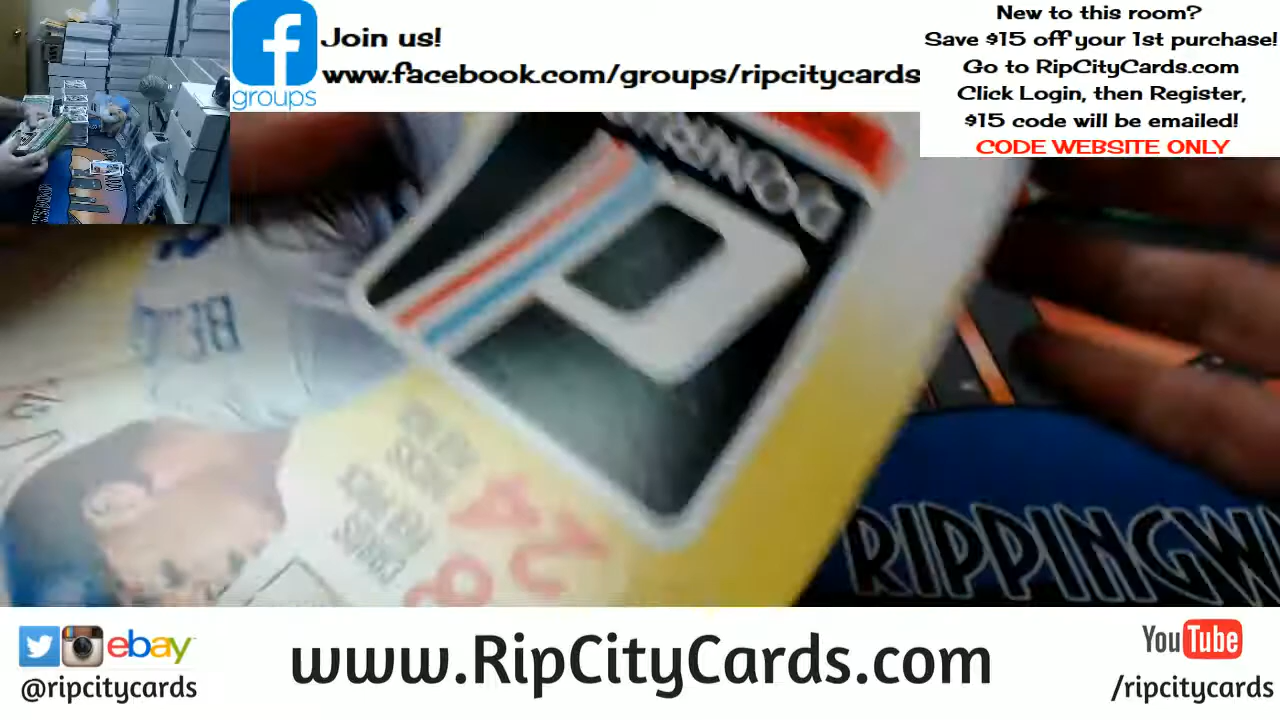 groups
Join us!
www.facebook.com/groups/ripcitycards
New to this room?
Save $15 off your 1st purchase!
Go to RipCityCards.com
Click Login, then Register,
$15 code will be emailed!
CODE WEBSITE ONLY
RIPPINGW
ebay
@ripcitycards
www.RipCityCards.com
YouTube
/ripcitycards